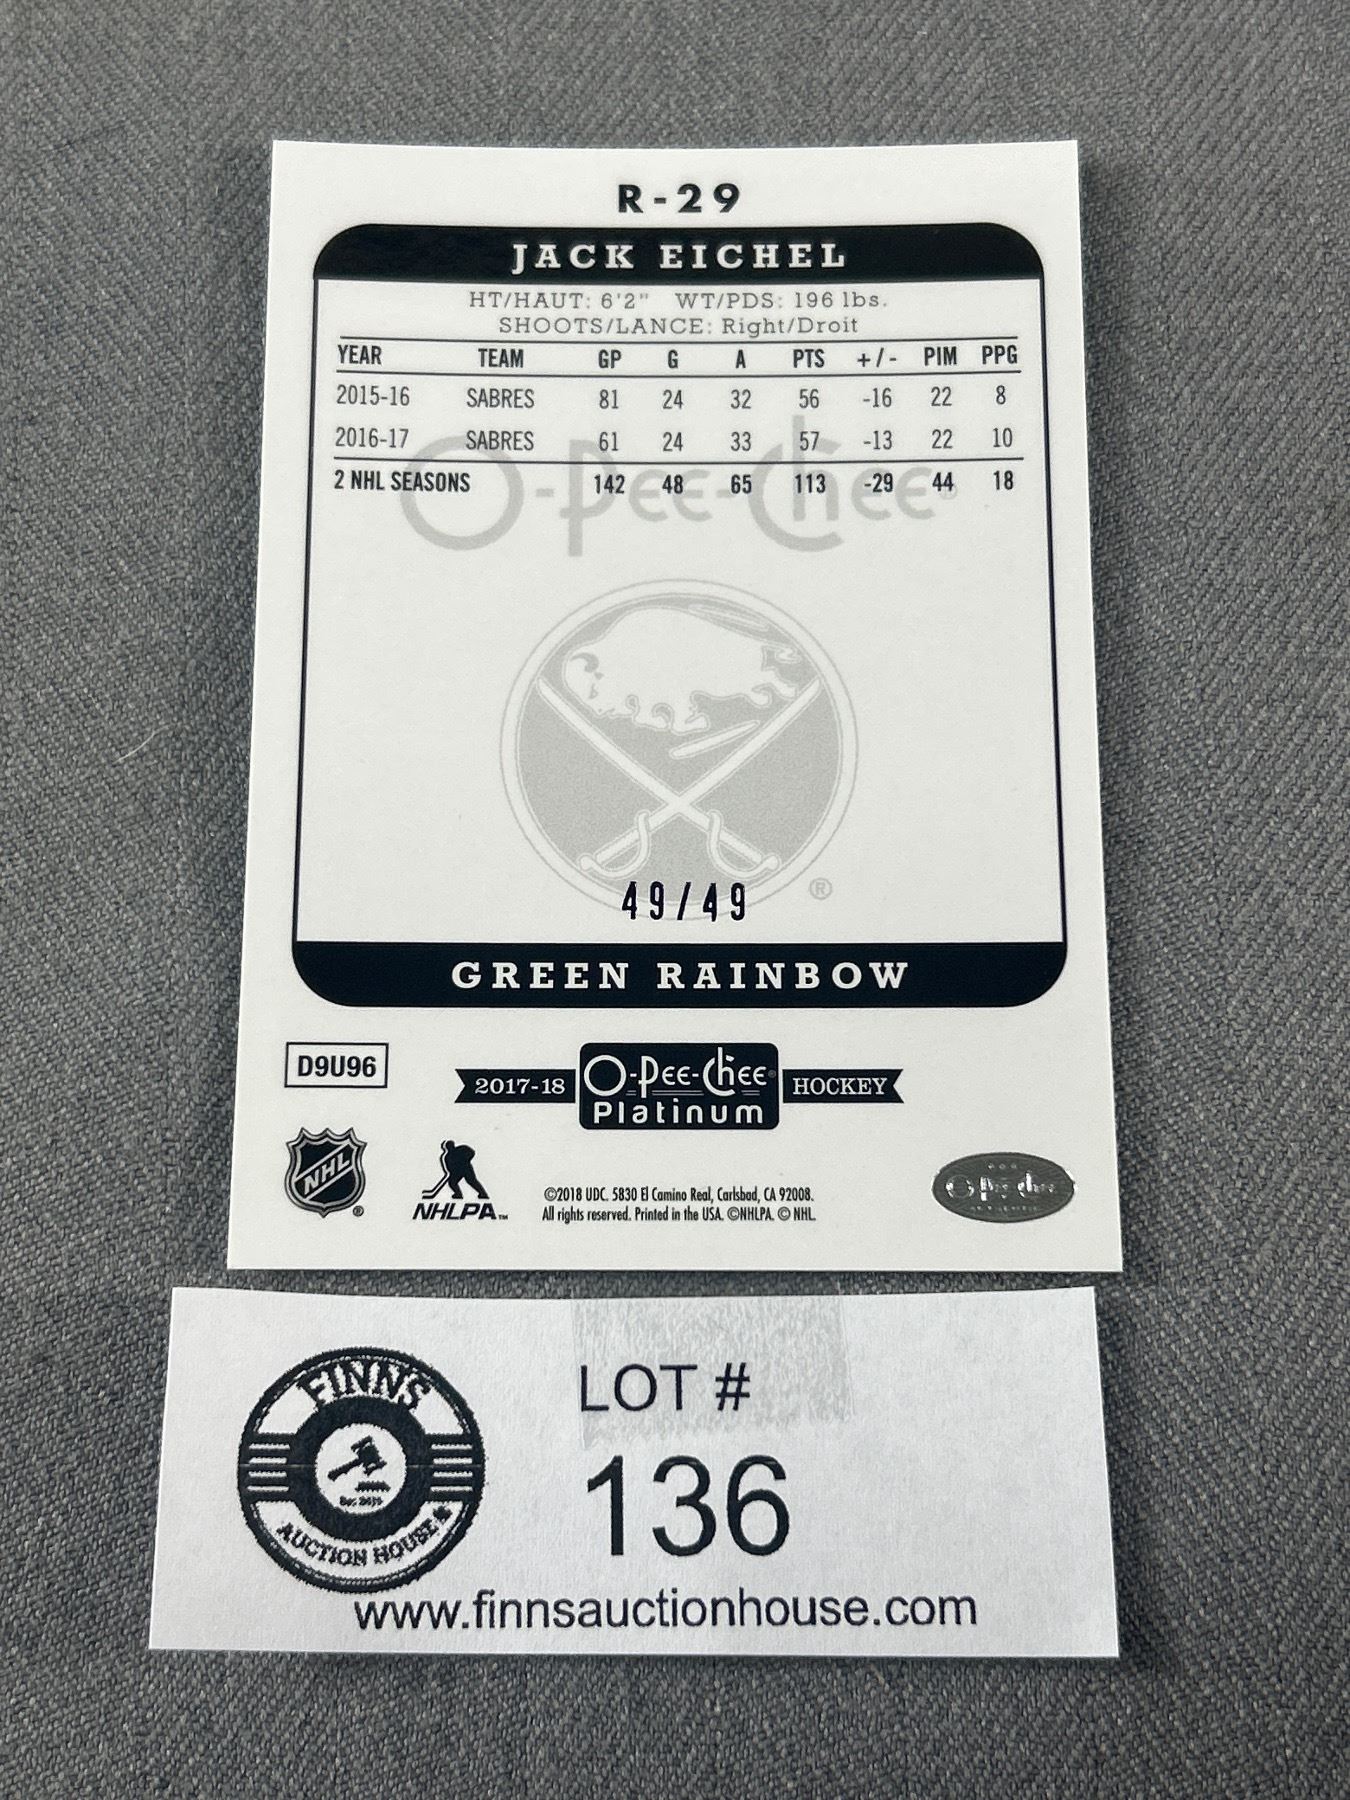 R-29
JACK EICHEL
HT/HAUT: 6'2" WT/PDS: 196 lbs.
SHOOTS/LANCE: Right/Droit
YEAR TEAM GP G A PTS +/- PIM PPG
2015-16 SABRES 81 24 32 56 -16 22 8
2016-17 SABRES 61 24 33 57 -13 22 10
2 NHL SEASONS 142 48 65 113 -29 44 18
O-Pee-Chee®
®
49/49
GREEN RAINBOW
D9U96
2017-18 O-Pee-Chee® HOCKEY
Platinum
NHL ®
NHLPA™
©2018 UDC. 5830 El Camino Real, Carlsbad, CA 92008.
All rights reserved. Printed in the USA. ©NHLPA. © NHL.
O-Pee-Chee
FINN'S
AUCTION HOUSE
LOT #
136
www.finnsauctionhouse.com